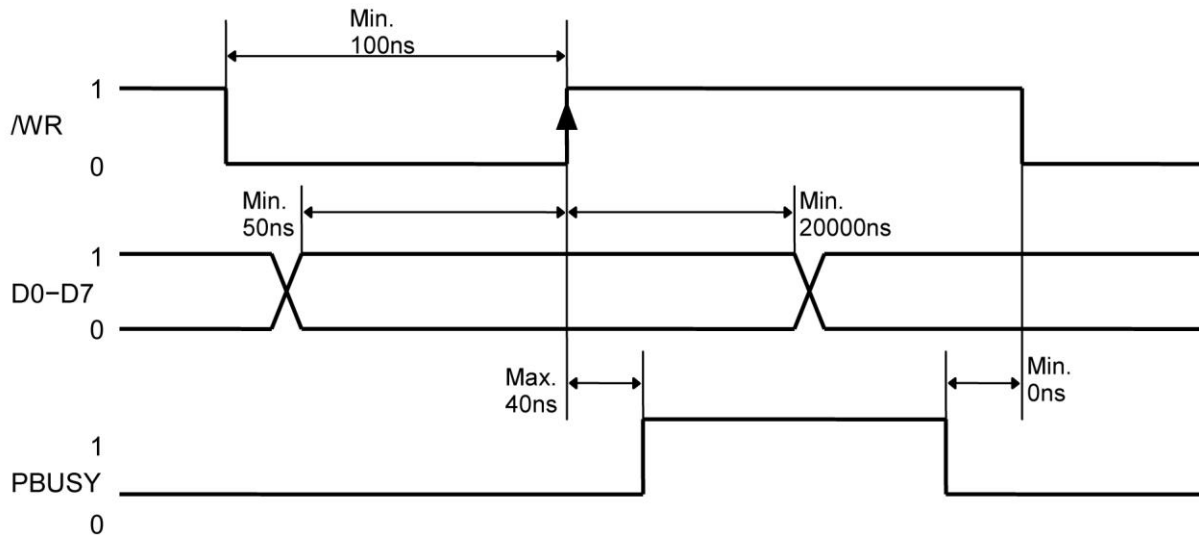 Min.
100ns
1
/WR
0
Min.
50ns
Min.
20000ns
1
D0−D7
0
Max.
40ns
Min.
0ns
1
PBUSY
0